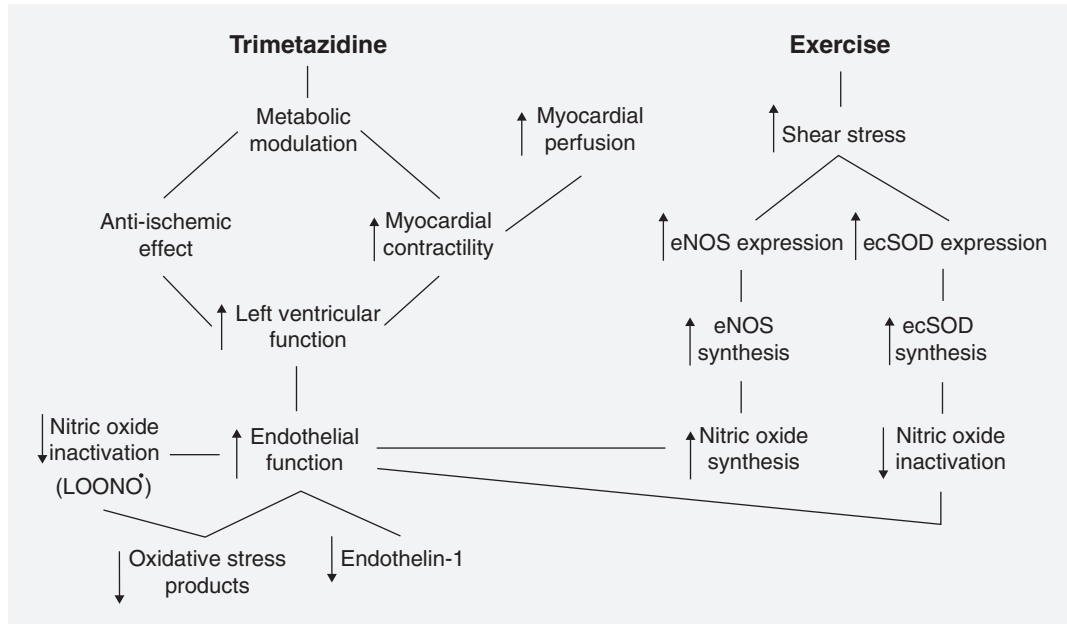 Trimetazidine
Metabolic
modulation
Anti-ischemic
effect
Myocardial
contractility
Myocardial
perfusion
Left ventricular
function
Nitric oxide
inactivation
(LOONO•)
Endothelial
function
Oxidative stress
products
Endothelin-1
Exercise
Shear stress
eNOS expression
ecSOD expression
eNOS
synthesis
ecSOD
synthesis
Nitric oxide
synthesis
Nitric oxide
inactivation